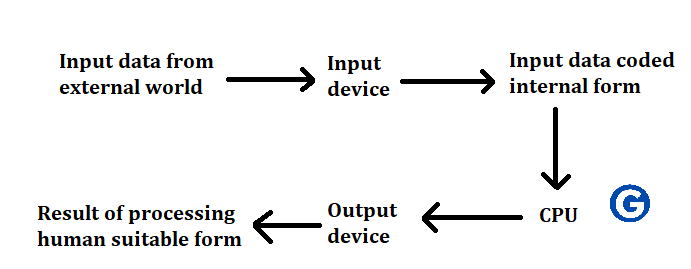 Input data from
external world
Input
device
Input data coded
internal form
CPU
G
Output
device
Result of processing
human suitable form